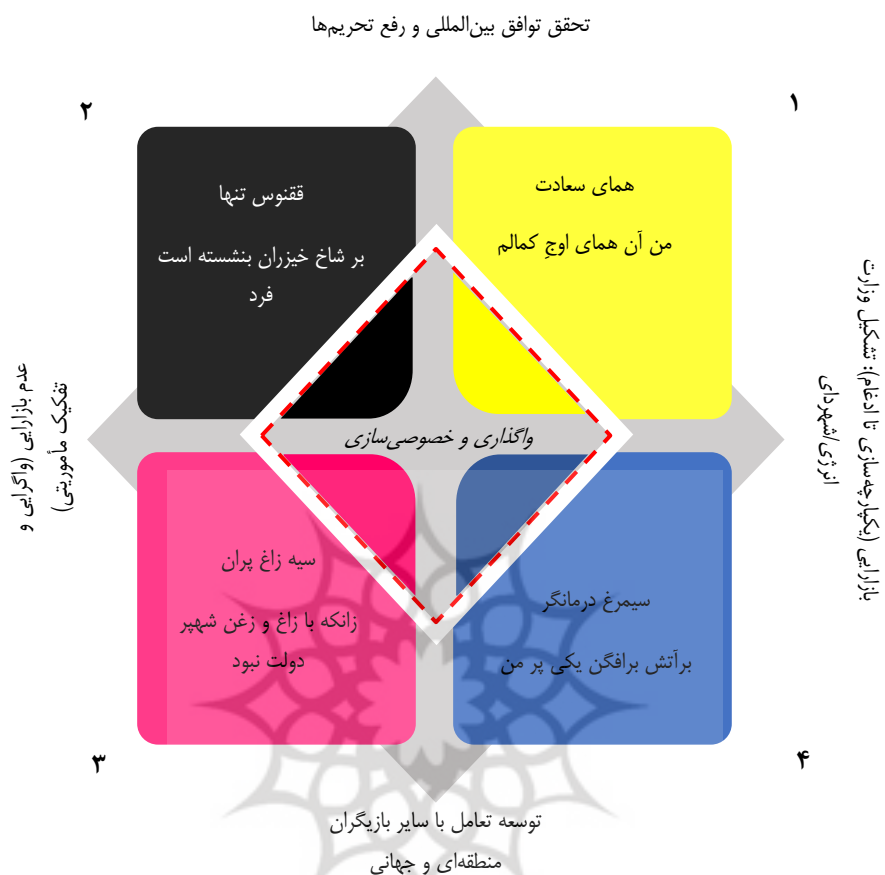 تحقق توافق بین‌المللی و رفع تحریم‌ها
۱
۲
همای سعادت
من آن همای اوجِ کمالم
ققنوس تنها
بر شاخ خیزران بنشسته است
فرد
بازارایی (یکپارچه‌سازی تا ادغام): تشکیل وزارت
انرژی/شهردای
عدم بازارایی (واگرایی و
تفکیک مأموریتی)
واگذاری و خصوصی‌سازی
سیه زاغ پران
زانکه با زاغ و زغن شهپر
دولت نبود
سیمرغ درمانگر
برآتش برافگن یکی پر من
۳
۴
توسعه تعامل با سایر بازیگران
منطقه‌ای و جهانی